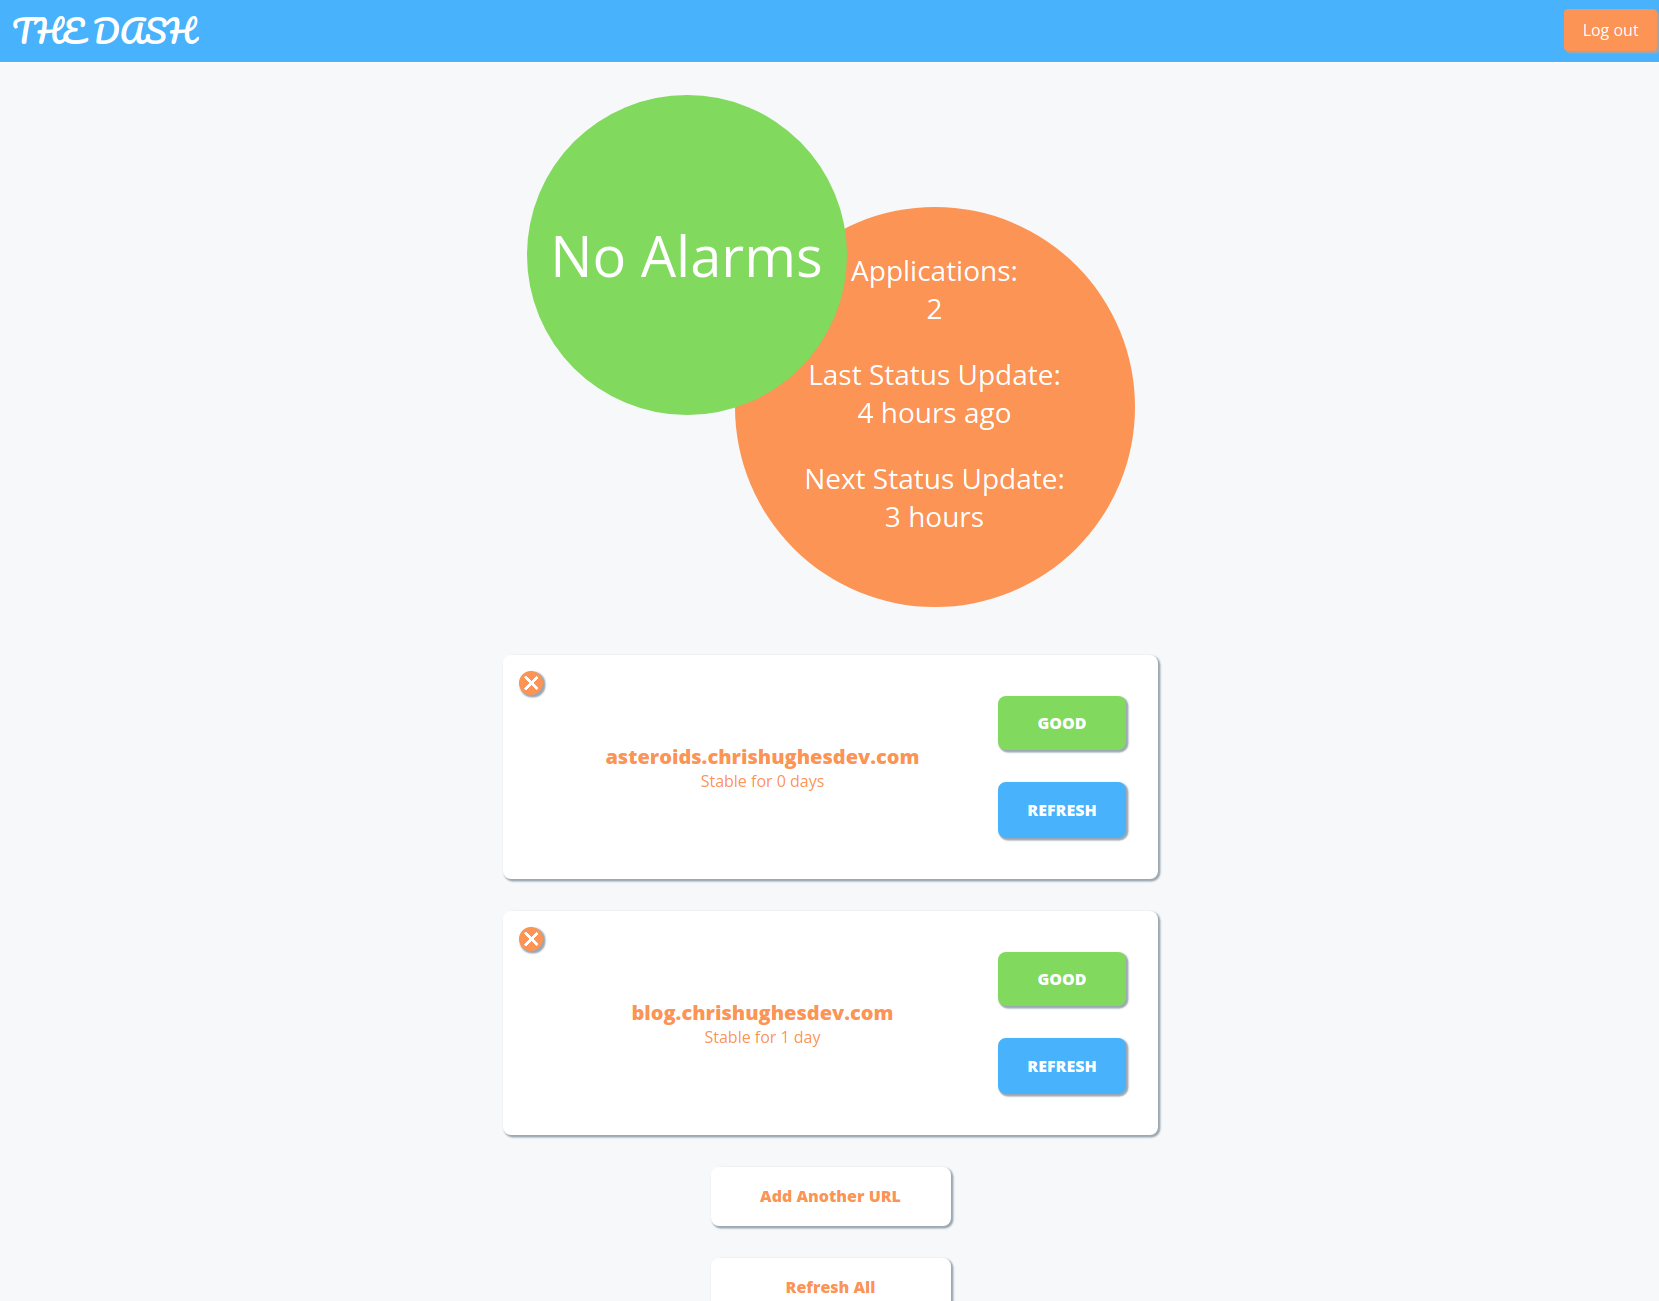 THE DASH
Log out
No Alarms
Applications:
2
Last Status Update:
4 hours ago
Next Status Update:
3 hours
asteroids.chrishughesdev.com
Stable for 0 days
GOOD
REFRESH
blog.chrishughesdev.com
Stable for 1 day
GOOD
REFRESH
Add Another URL
Refresh All